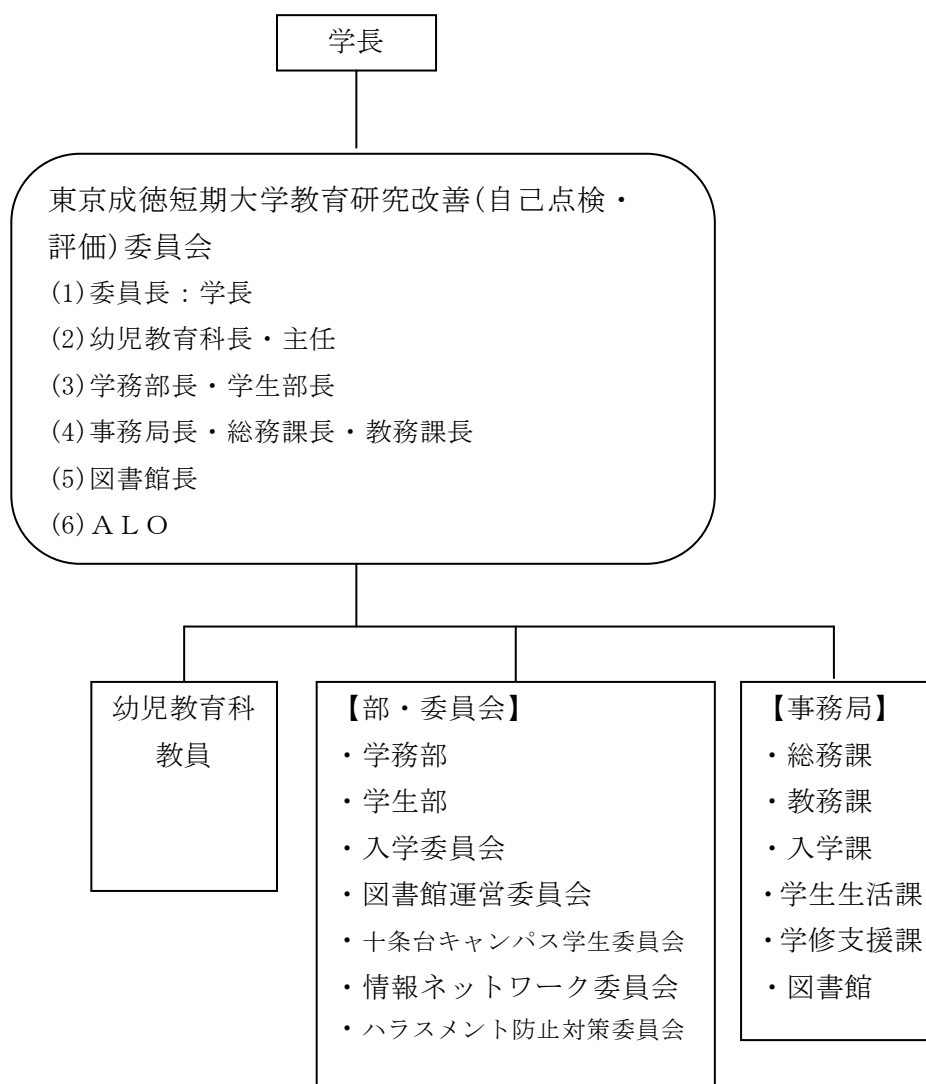 学長
東京成徳短期大学教育研究改善(自己点検・
評価)委員会
(1)委員長：学長
(2)幼児教育科長・主任
(3)学務部長・学生部長
(4)事務局長・総務課長・教務課長
(5)図書館長
(6)ＡＬＯ
幼児教育科
教員
【部・委員会】
・学務部
・学生部
・入学委員会
・図書館運営委員会
・十条台キャンパス学生委員会
・情報ネットワーク委員会
・ハラスメント防止対策委員会
【事務局】
・総務課
・教務課
・入学課
・学生生活課
・学修支援課
・図書館